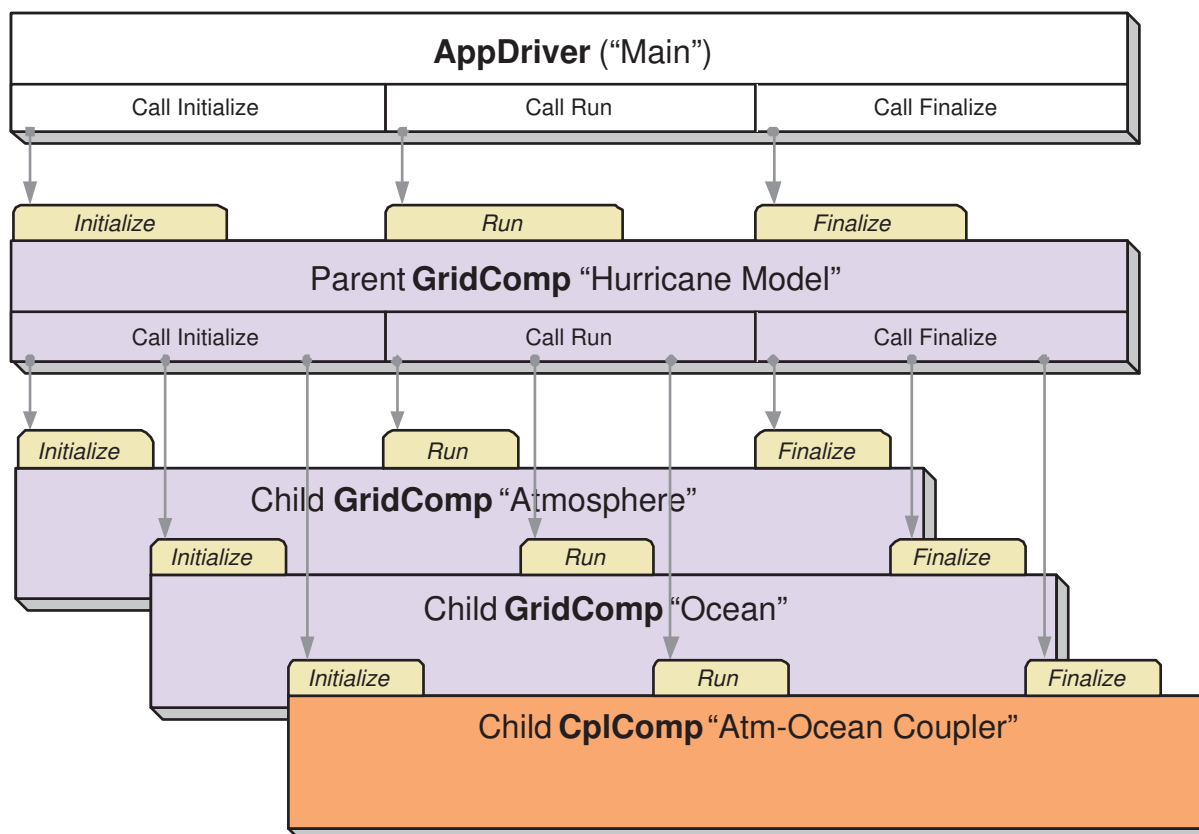 AppDriver (“Main”)
Call Initialize Call Run Call Finalize
Initialize Run Finalize
Parent GridComp “Hurricane Model”
Call Initialize Call Run Call Finalize
Initialize Run Finalize
Child GridComp “Atmosphere”
Initialize Run Finalize
Child GridComp “Ocean”
Initialize Run Finalize
Child CplComp “Atm-Ocean Coupler”